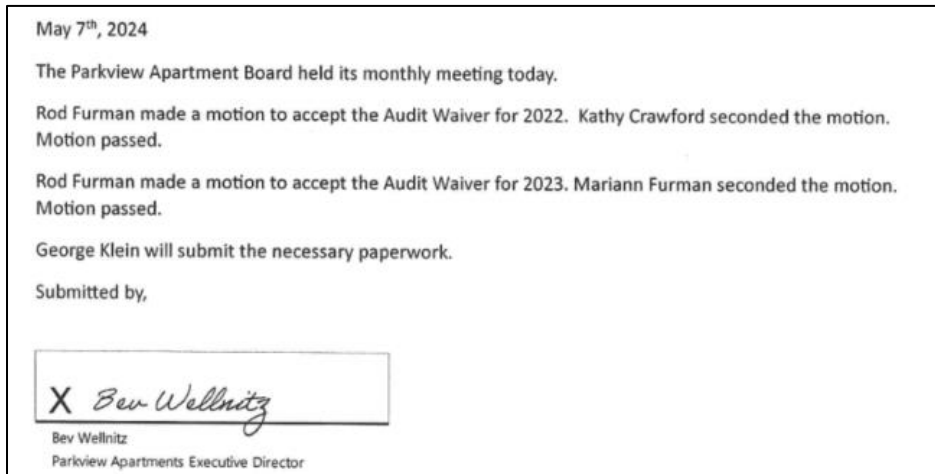 May 7th, 2024
The Parkview Apartment Board held its monthly meeting today.
Rod Furman made a motion to accept the Audit Waiver for 2022.  Kathy Crawford seconded the motion.
Motion passed.
Rod Furman made a motion to accept the Audit Waiver for 2023. Mariann Furman seconded the motion.
Motion passed.
George Klein will submit the necessary paperwork.
Submitted by,
X Bev Wellnitz
Bev Wellnitz
Parkview Apartments Executive Director